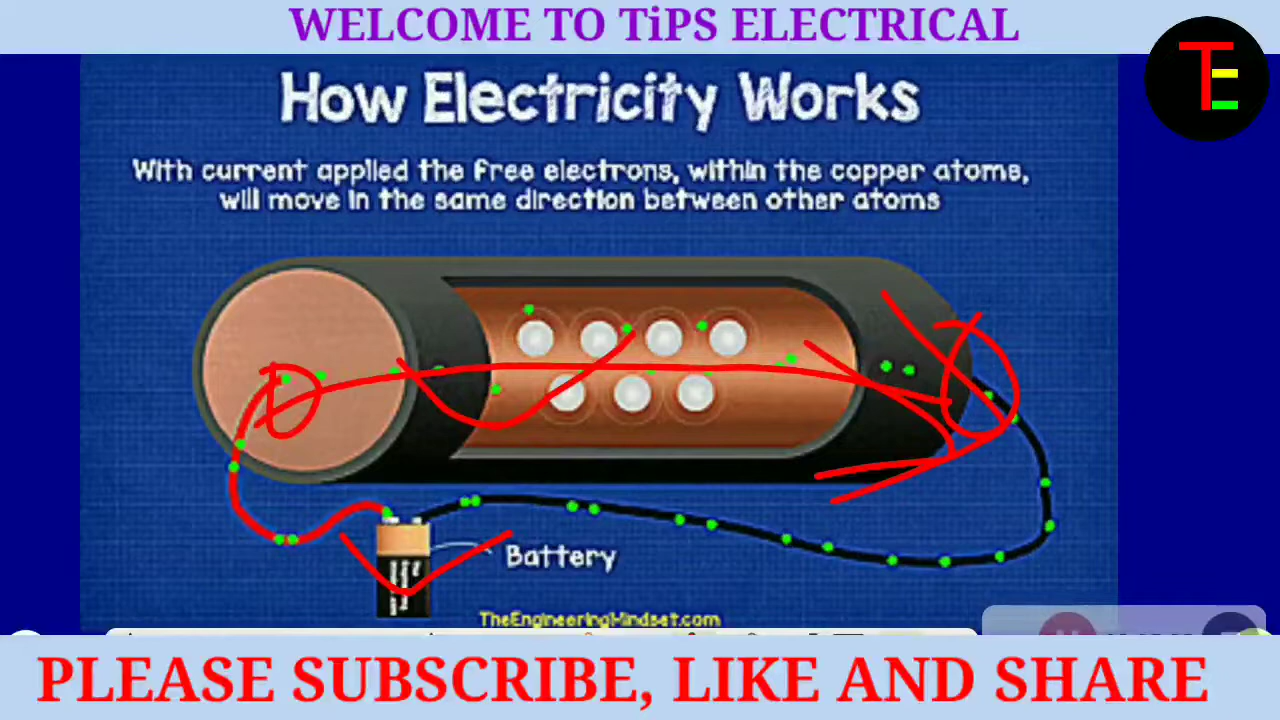 WELCOME TO TiPS ELECTRICAL
TE
How Electricity Works
With current applied the free electrons, within the copper atoms,
will move in the same direction between other atoms
Battery
TheEngineeringMindset.com
PLEASE SUBSCRIBE, LIKE AND SHARE